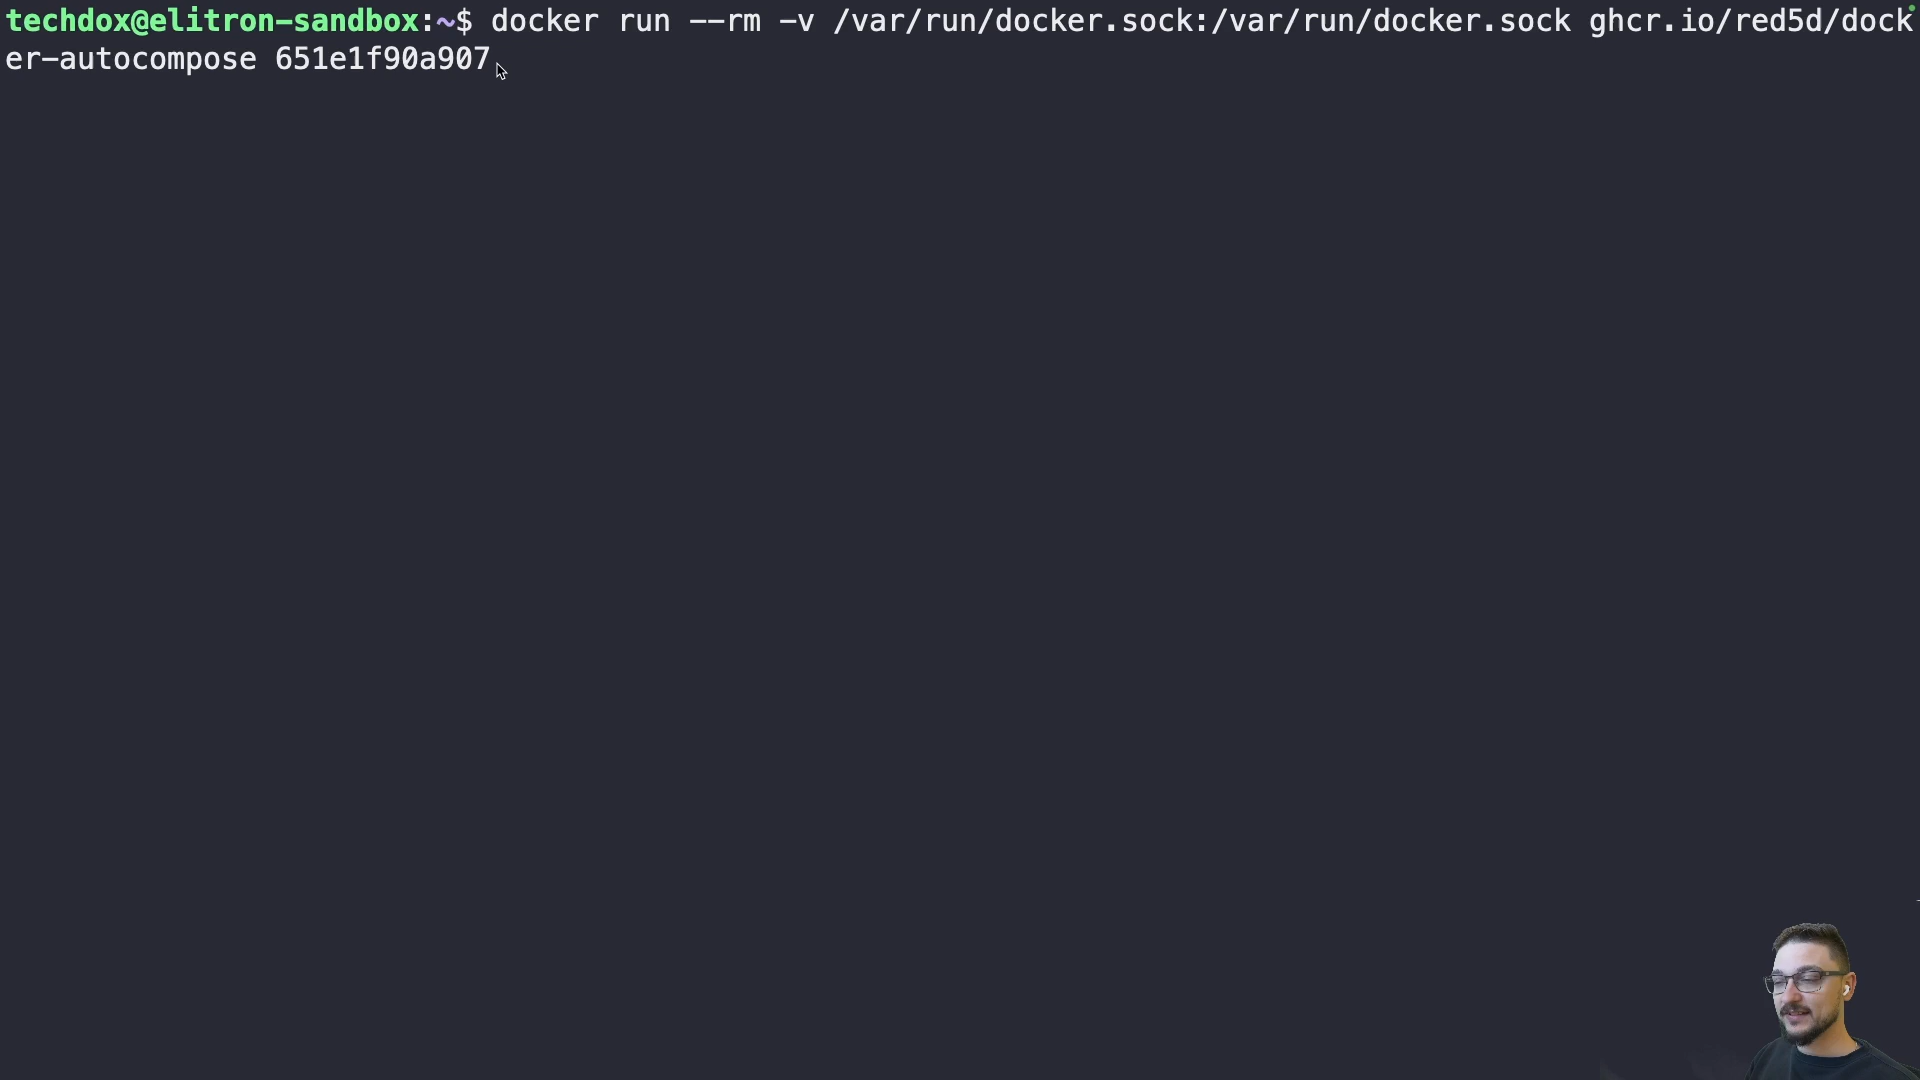 techdox@elitron-sandbox:~$ docker run --rm -v /var/run/docker.sock:/var/run/docker.sock ghcr.io/red5d/dock
er-autocompose 651e1f90a907